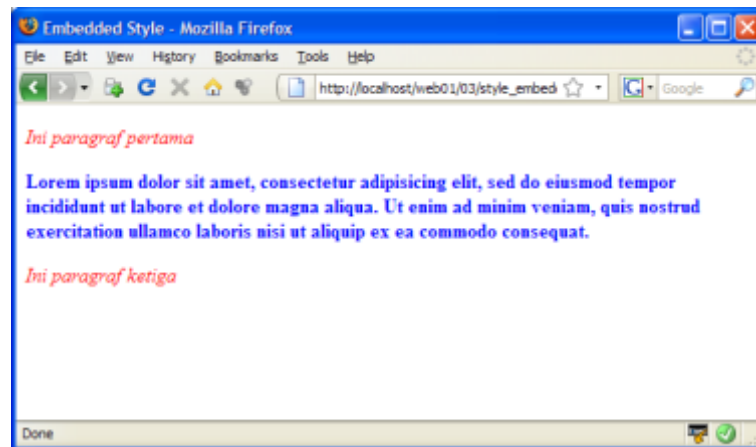 Embedded Style - Mozilla Firefox
File Edit View History Bookmarks Tools Help
http://localhost/web01/03/style_embed
Google
Ini paragraf pertama
Lorem ipsum dolor sit amet, consectetur adipisicing elit, sed do eiusmod tempor
incididunt ut labore et dolore magna aliqua. Ut enim ad minim veniam, quis nostrud
exercitation ullamco laboris nisi ut aliquip ex ea commodo consequat.
Ini paragraf ketiga
Done